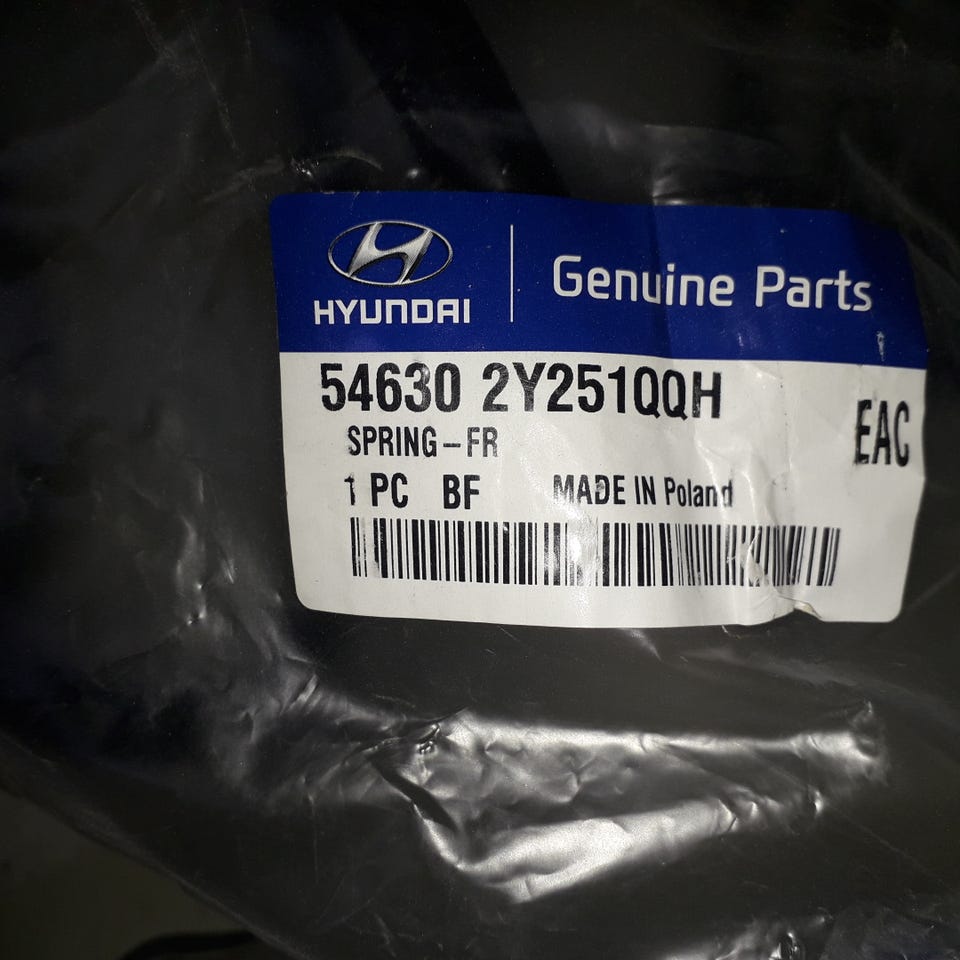 HYUNDAI
Genuine Parts
54630 2Y251QQH
SPRING-FR
EAC
1 PC BF MADE IN Poland